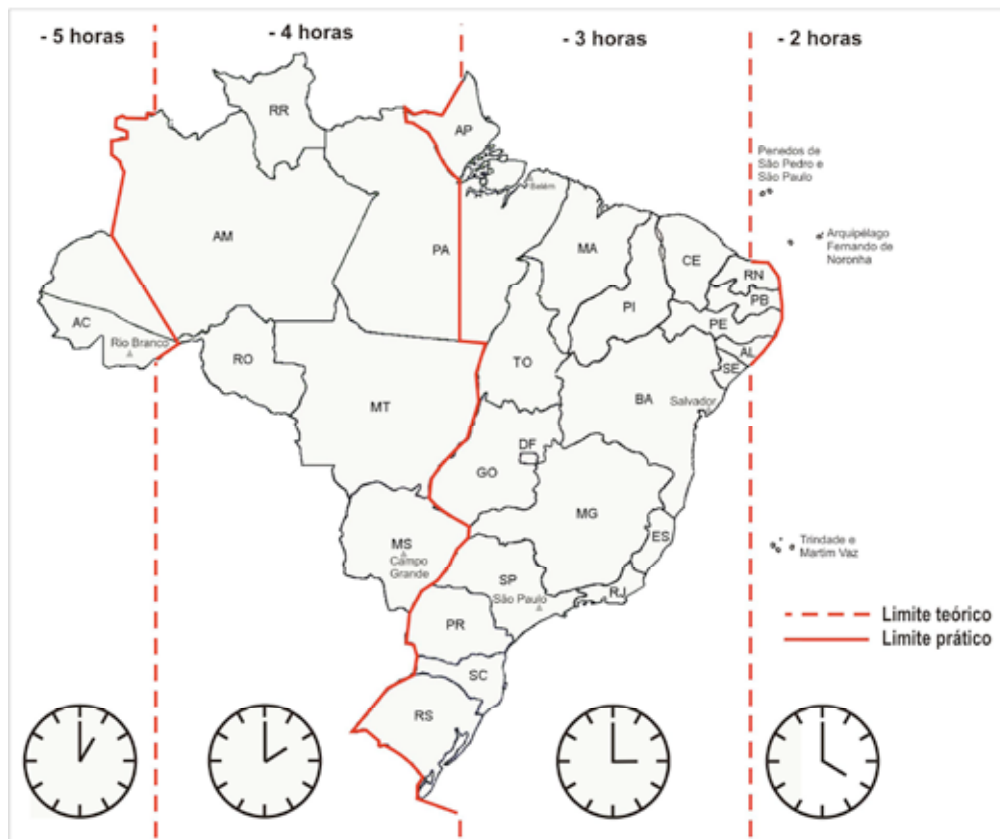 - 5 horas
- 4 horas
- 3 horas
- 2 horas
RR
AP
Penedos de
São Pedro e
São Paulo
Belém
Arquipélago
Fernando de
Noronha
AM
PA
MA
CE
RN
PB
PI
PE
AL
SE
AC
Rio Branco
RO
TO
BA
Salvador
MT
DF
GO
MG
ES
Trindade e
Martim Vaz
MS
Campo
Grande
SP
São Paulo
RJ
PR
SC
RS
Limite teórico
Limite prático